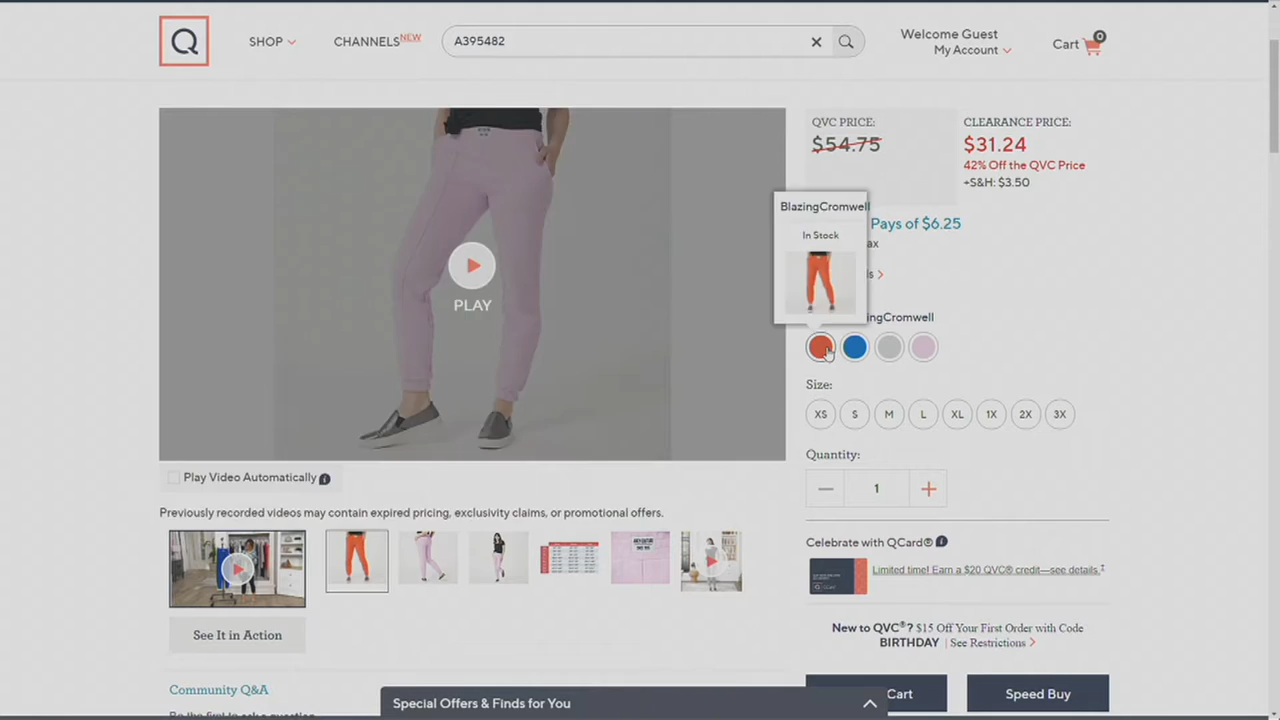 Q
SHOP
CHANNELS NEW
A395482
Welcome Guest
My Account
Cart 0
QVC PRICE:
$54.75
CLEARANCE PRICE:
$31.24
42% Off the QVC Price
+S&H: $3.50
BlazingCromwell
In Stock
Pays of $6.25
ax
s
ingCromwell
PLAY
Size:
XS S M L XL 1X 2X 3X
Quantity:
1
Play Video Automatically
Previously recorded videos may contain expired pricing, exclusivity claims, or promotional offers.
See It in Action
Celebrate with QCard®
Limited time! Earn a $20 QVC® credit—see details.‡
New to QVC®? $15 Off Your First Order with Code
BIRTHDAY | See Restrictions
Cart
Speed Buy
Community Q&A
Special Offers & Finds for You